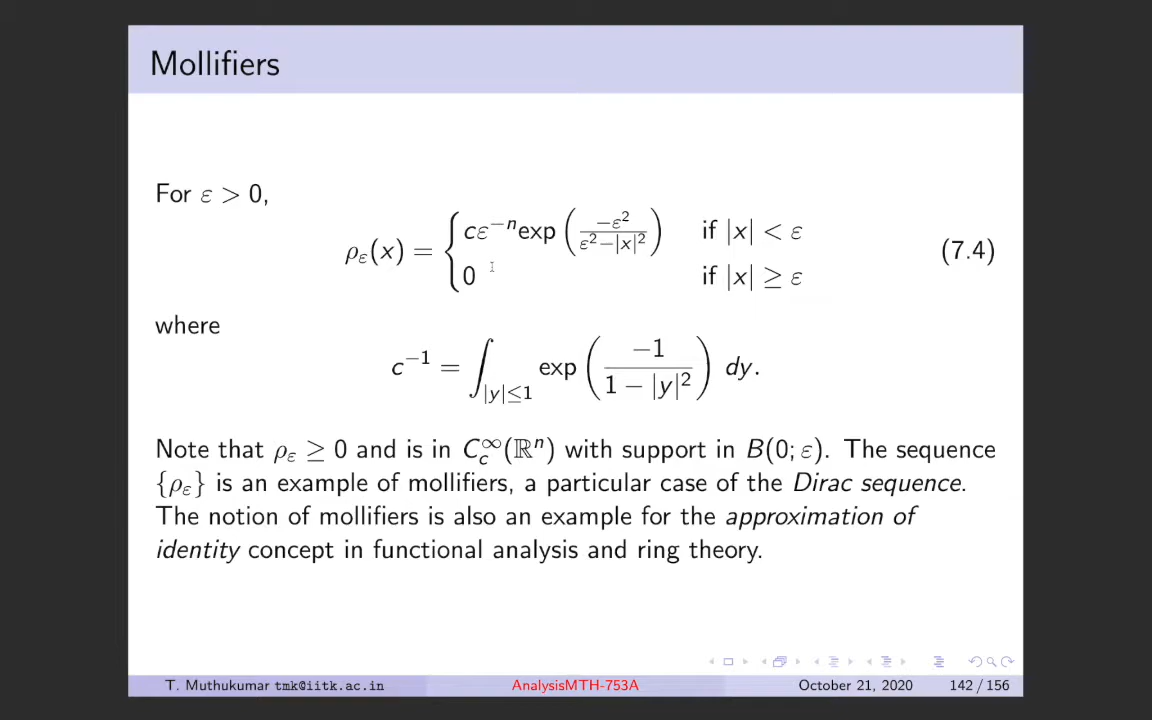 Mollifiers
For ε > 0,
ρ_ε(x) = { cε^{−n} exp( −ε² / (ε²−|x|²) ) if |x| < ε
0 if |x| ≥ ε (7.4)
where
c^{−1} = ∫_{|y|≤1} exp( −1 / (1 − |y|²) ) dy.
Note that ρ_ε ≥ 0 and is in C_c^∞(ℝⁿ) with support in B(0; ε). The sequence
{ρ_ε} is an example of mollifiers, a particular case of the Dirac sequence.
The notion of mollifiers is also an example for the approximation of
identity concept in functional analysis and ring theory.
T. Muthukumar tmk@iitk.ac.in AnalysisMTH-753A October 21, 2020 142 / 156